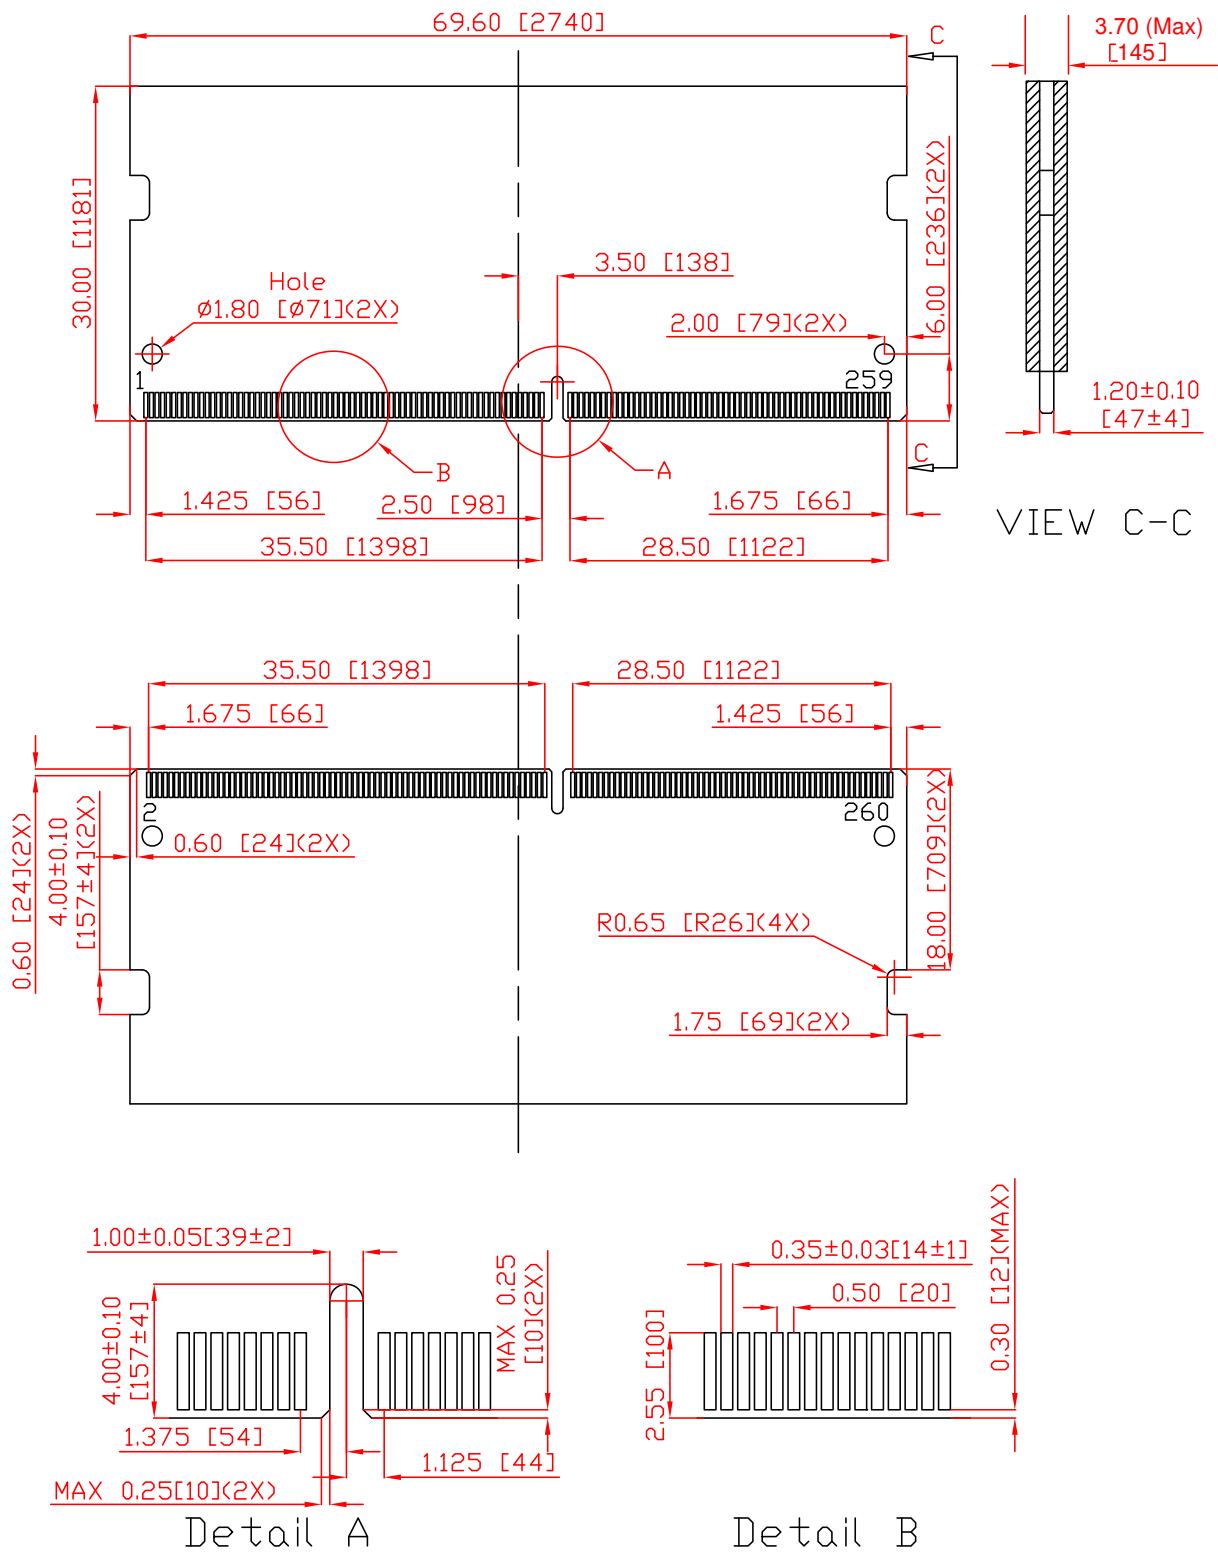 69.60 [2740]
C
3.70 (Max)
[145]
30.00 [1181]
6.00 [236](2X)
3.50 [138]
Hole
Ø1.80 [Ø71](2X)
2.00 [79](2X)
1
259
1.20±0.10
[47±4]
B
A
C
1.425 [56]
2.50 [98]
1.675 [66]
VIEW C-C
35.50 [1398]
28.50 [1122]
35.50 [1398]
28.50 [1122]
1.675 [66]
1.425 [56]
2
260
0.60 [24](2X)
4.00±0.10
[157±4](2X)
0.60 [24](2X)
18.00 [709](2X)
R0.65 [R26](4X)
1.75 [69](2X)
1.00±0.05[39±2]
4.00±0.10
[157±4]
MAX 0.25
[10](2X)
1.375 [54]
1.125 [44]
MAX 0.25[10](2X)
Detail A
0.35±0.03[14±1]
0.50 [20]
2.55 [100]
0.30 [12](MAX)
Detail B